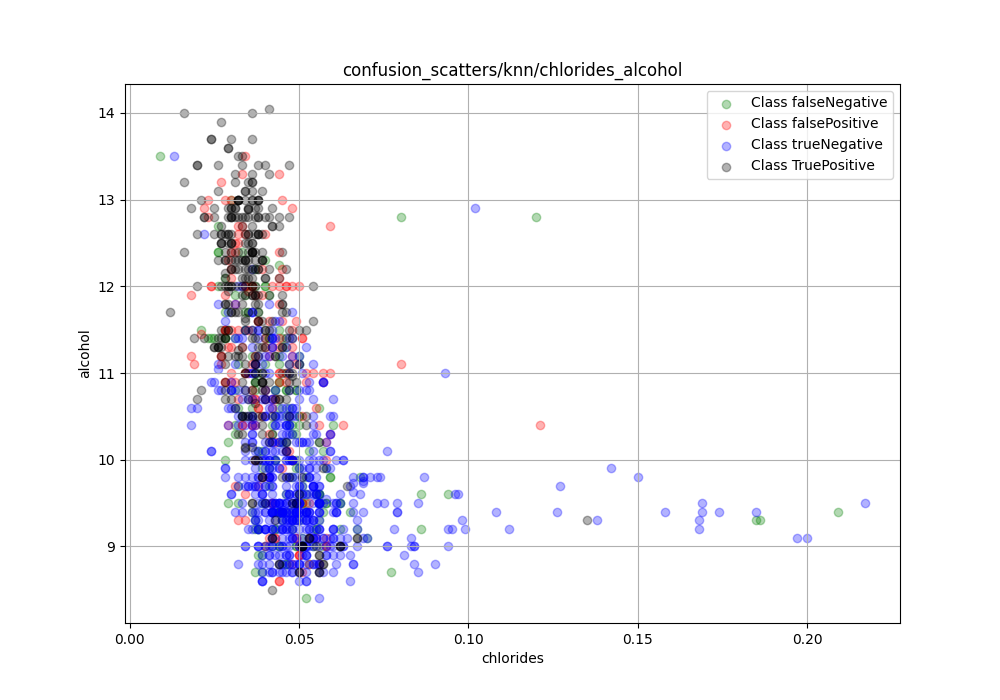 confusion_scatters/knn/chlorides_alcohol
Class falseNegative
Class falsePositive
Class trueNegative
Class TruePositive
14
13
12
11
10
9
alcohol
0.00
0.05
0.10
0.15
0.20
chlorides